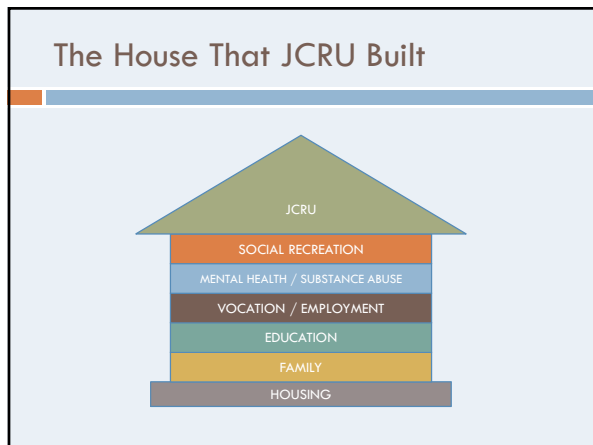 The House That JCRU Built
JCRU
SOCIAL RECREATION
MENTAL HEALTH / SUBSTANCE ABUSE
VOCATION / EMPLOYMENT
EDUCATION
FAMILY
HOUSING